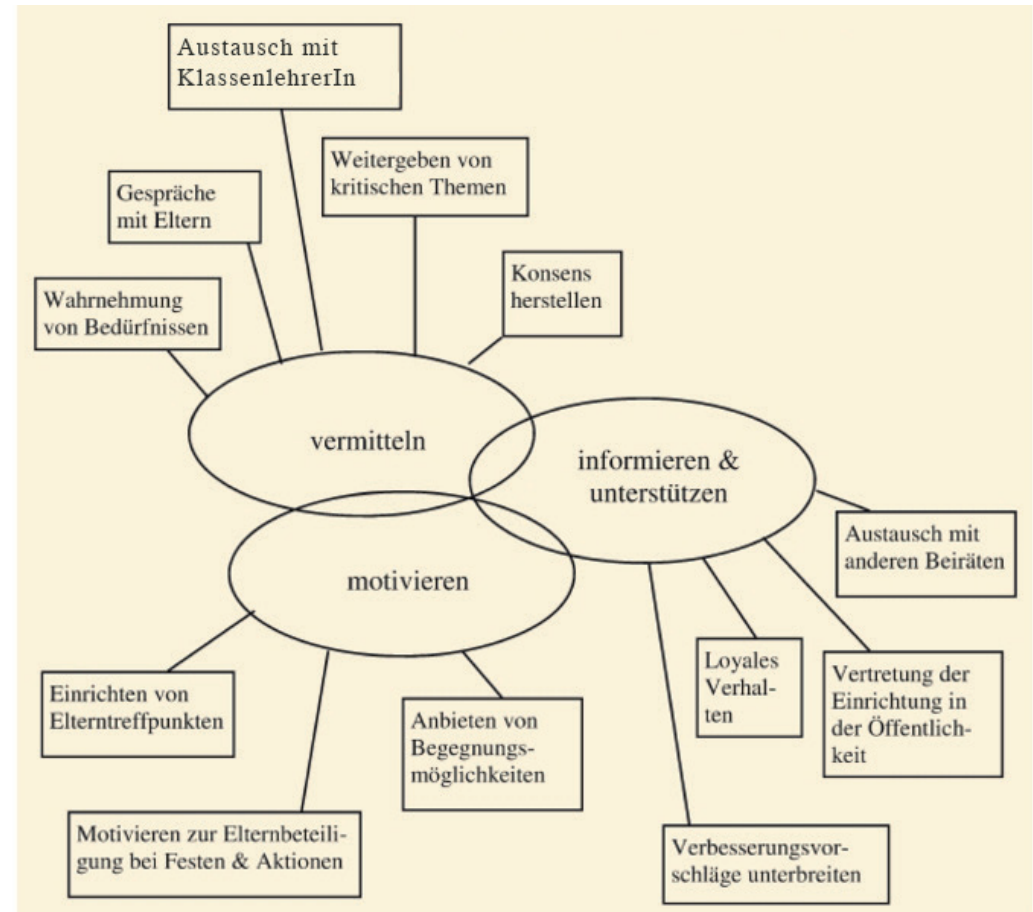 Austausch mit
KlassenlehrerIn
Weitergeben von
kritischen Themen
Gespräche
mit Eltern
Konsens
herstellen
Wahrnehmung
von Bedürfnissen
vermitteln
informieren &
unterstützen
Austausch mit
anderen Beiräten
motivieren
Loyales
Verhal-
ten
Vertretung der
Einrichtung in
der Öffentlich-
keit
Einrichten von
Elterntreffpunkten
Anbieten von
Begegnungs-
möglichkeiten
Motivieren zur Elternbeteili-
gung bei Festen & Aktionen
Verbesserungsvor-
schläge unterbreiten